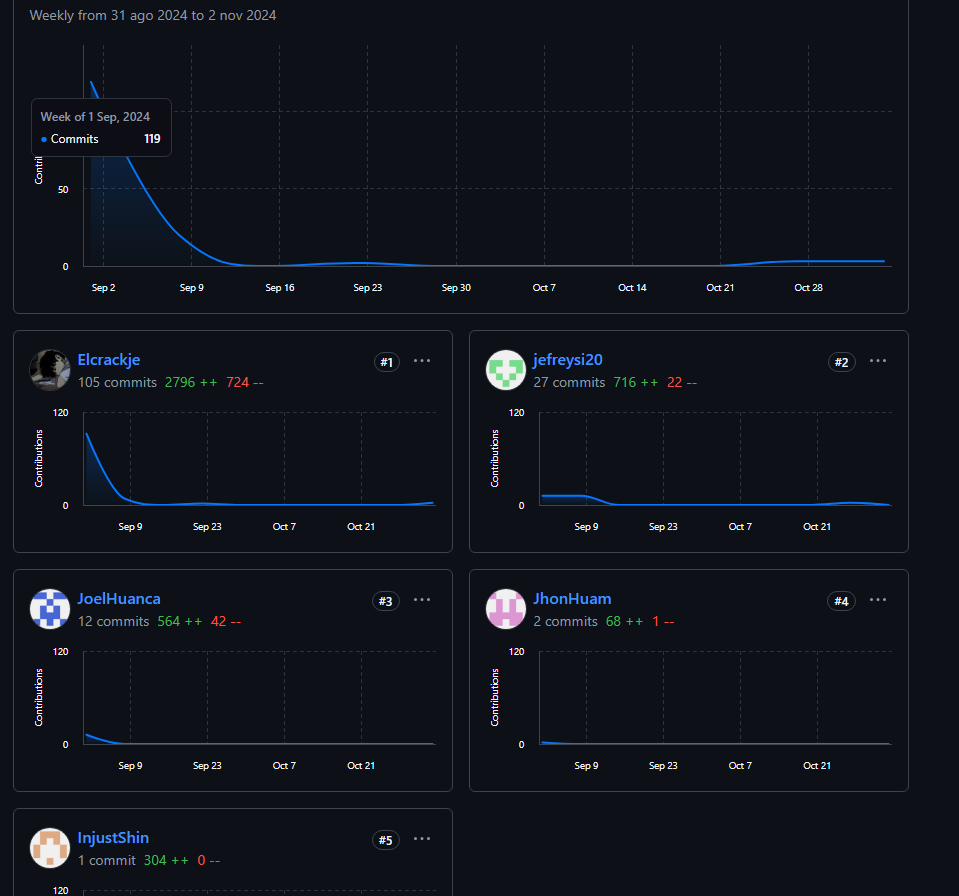 Weekly from 31 ago 2024 to 2 nov 2024
Week of 1 Sep, 2024
Commits 119
Contri
50
0
Sep 2 Sep 9 Sep 16 Sep 23 Sep 30 Oct 7 Oct 14 Oct 21 Oct 28
Elcrackje #1 ...
105 commits 2796 ++ 724 --
120
Contributions
0
Sep 9 Sep 23 Oct 7 Oct 21
jefreysi20 #2 ...
27 commits 716 ++ 22 --
120
Contributions
0
Sep 9 Sep 23 Oct 7 Oct 21
JoelHuanca #3 ...
12 commits 564 ++ 42 --
120
Contributions
0
Sep 9 Sep 23 Oct 7 Oct 21
JhonHuam #4 ...
2 commits 68 ++ 1 --
120
Contributions
0
Sep 9 Sep 23 Oct 7 Oct 21
InjustShin #5 ...
1 commit 304 ++ 0 --
120